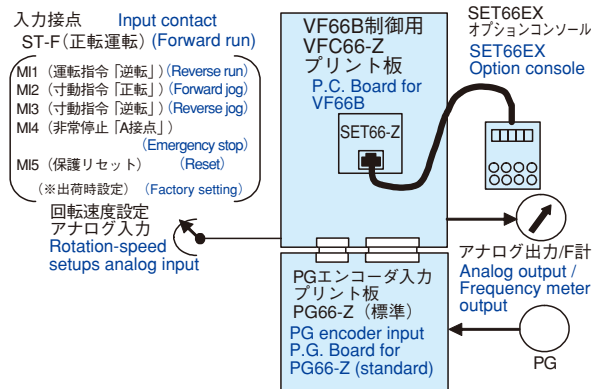 入力接点 Input contact
ST-F(正転運転) (Forward run)
MI1 (運転指令「逆転」) (Reverse run)
MI2 (寸動指令「正転」) (Forward jog)
MI3 (寸動指令「逆転」) (Reverse jog)
MI4 (非常停止「A接点」)
(Emergency stop)
MI5 (保護リセット) (Reset)
(※出荷時設定) (Factory setting)
回転速度設定
アナログ入力
Rotation-speed
setups analog input
VF66B制御用
VFC66-Z
プリント板
P.C. Board for
VF66B
SET66-Z
SET66EX
オプションコンソール
SET66EX
Option console
アナログ出力/F計
Analog output /
Frequency meter
output
PGエンコーダ入力
プリント板
PG66-Z (標準)
PG encoder input
P.G. Board for
PG66-Z (standard)
PG